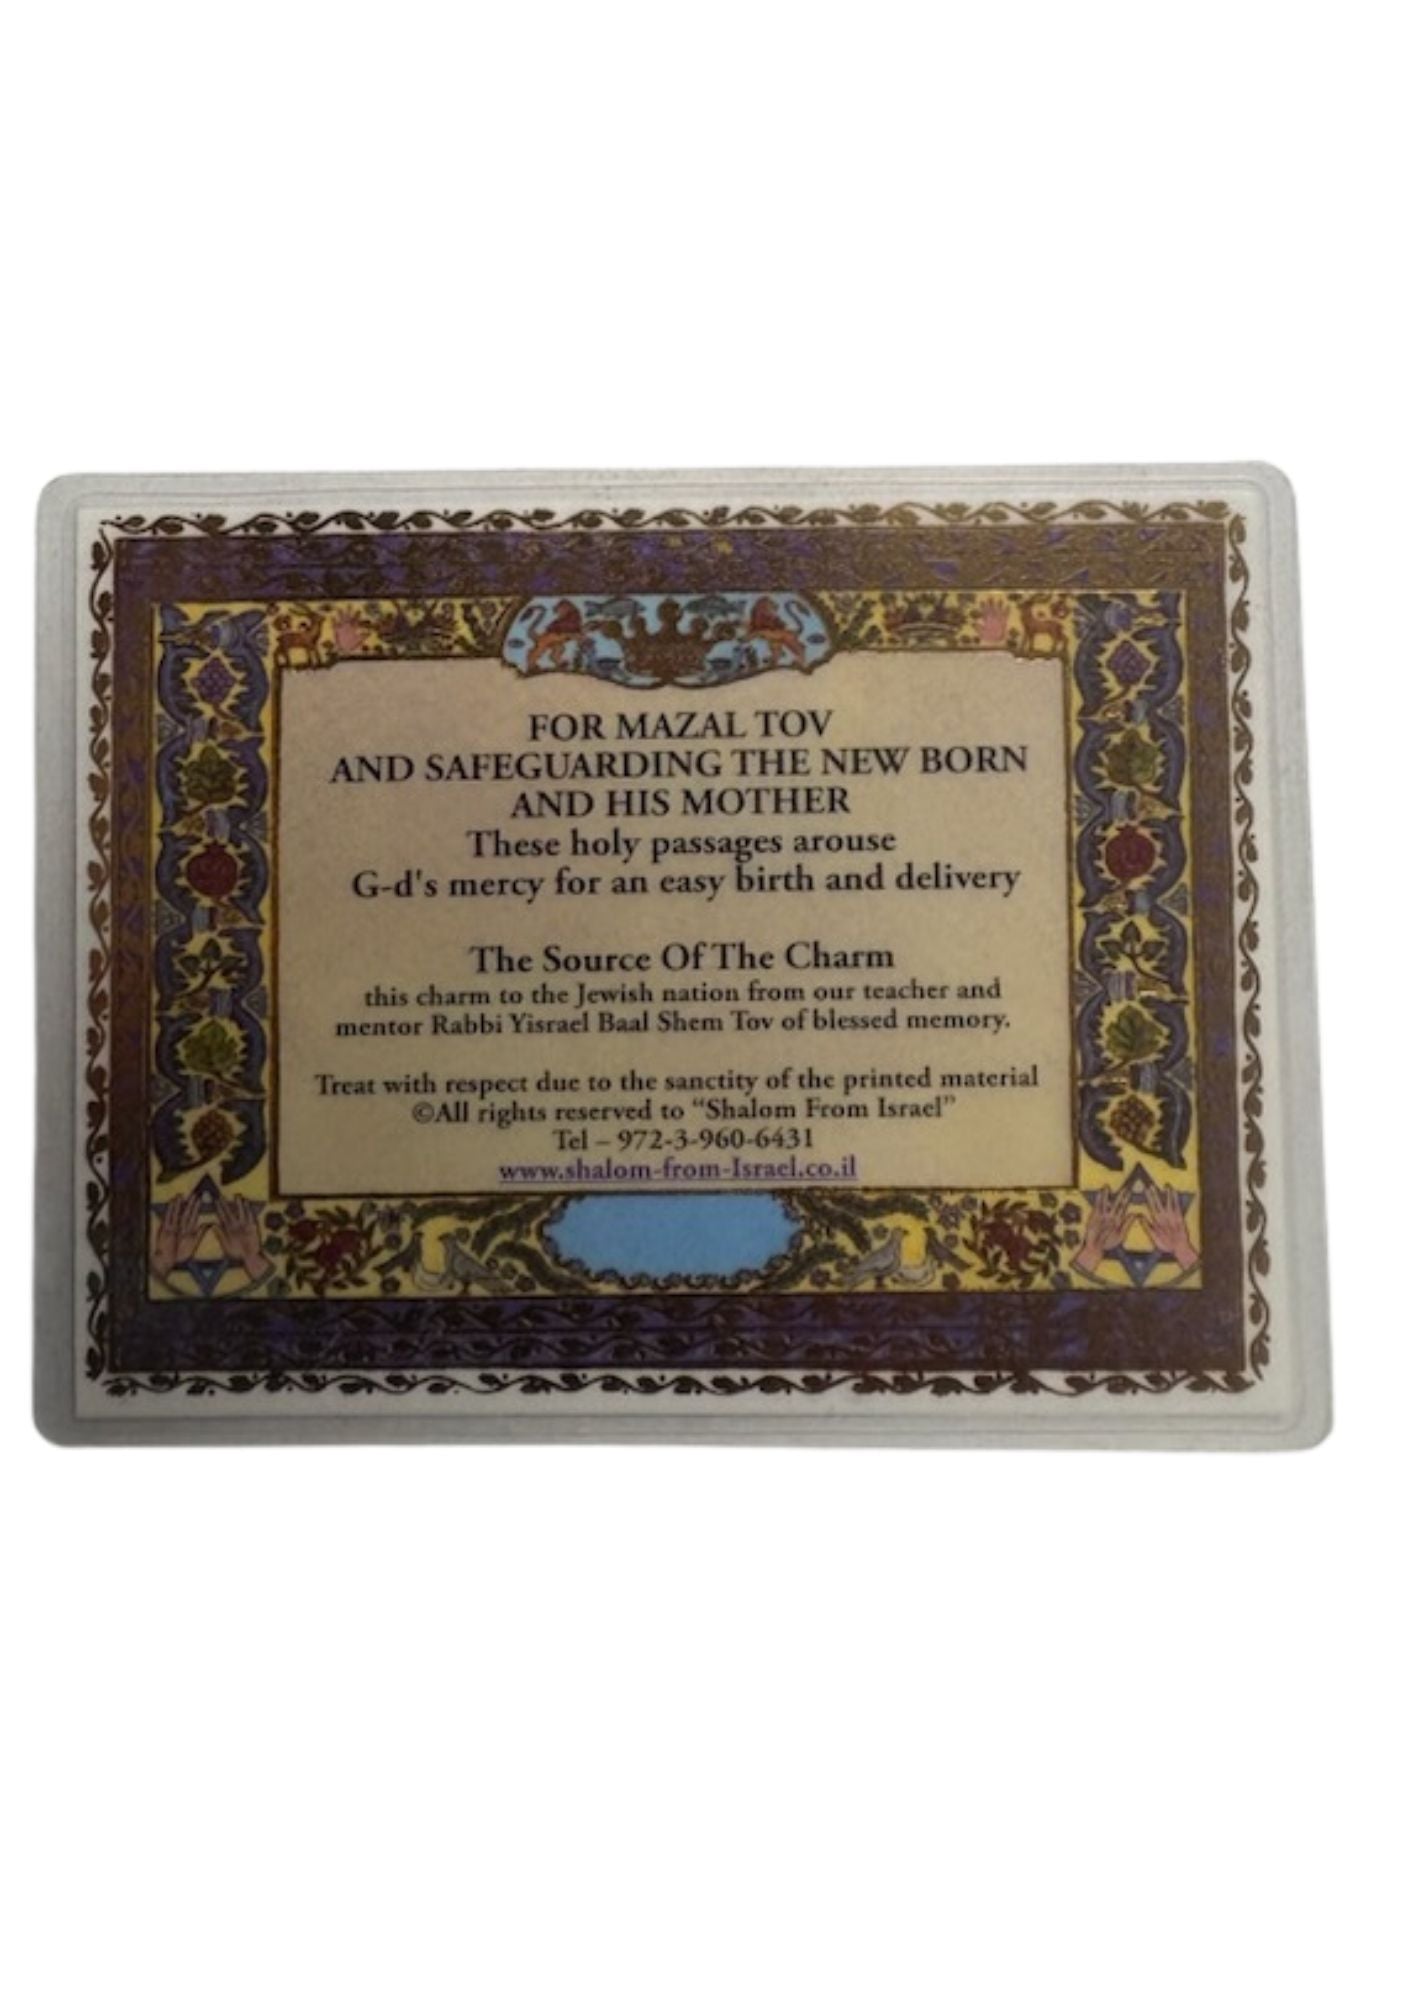 FOR MAZAL TOV
AND SAFEGUARDING THE NEW BORN
AND HIS MOTHER
These holy passages arouse
G-d's mercy for an easy birth and delivery
The Source Of The Charm
this charm to the Jewish nation from our teacher and
mentor Rabbi Yisrael Baal Shem Tov of blessed memory.
Treat with respect due to the sanctity of the printed material
©All rights reserved to “Shalom From Israel”
Tel – 972-3-960-6431
www.shalom-from-Israel.co.il